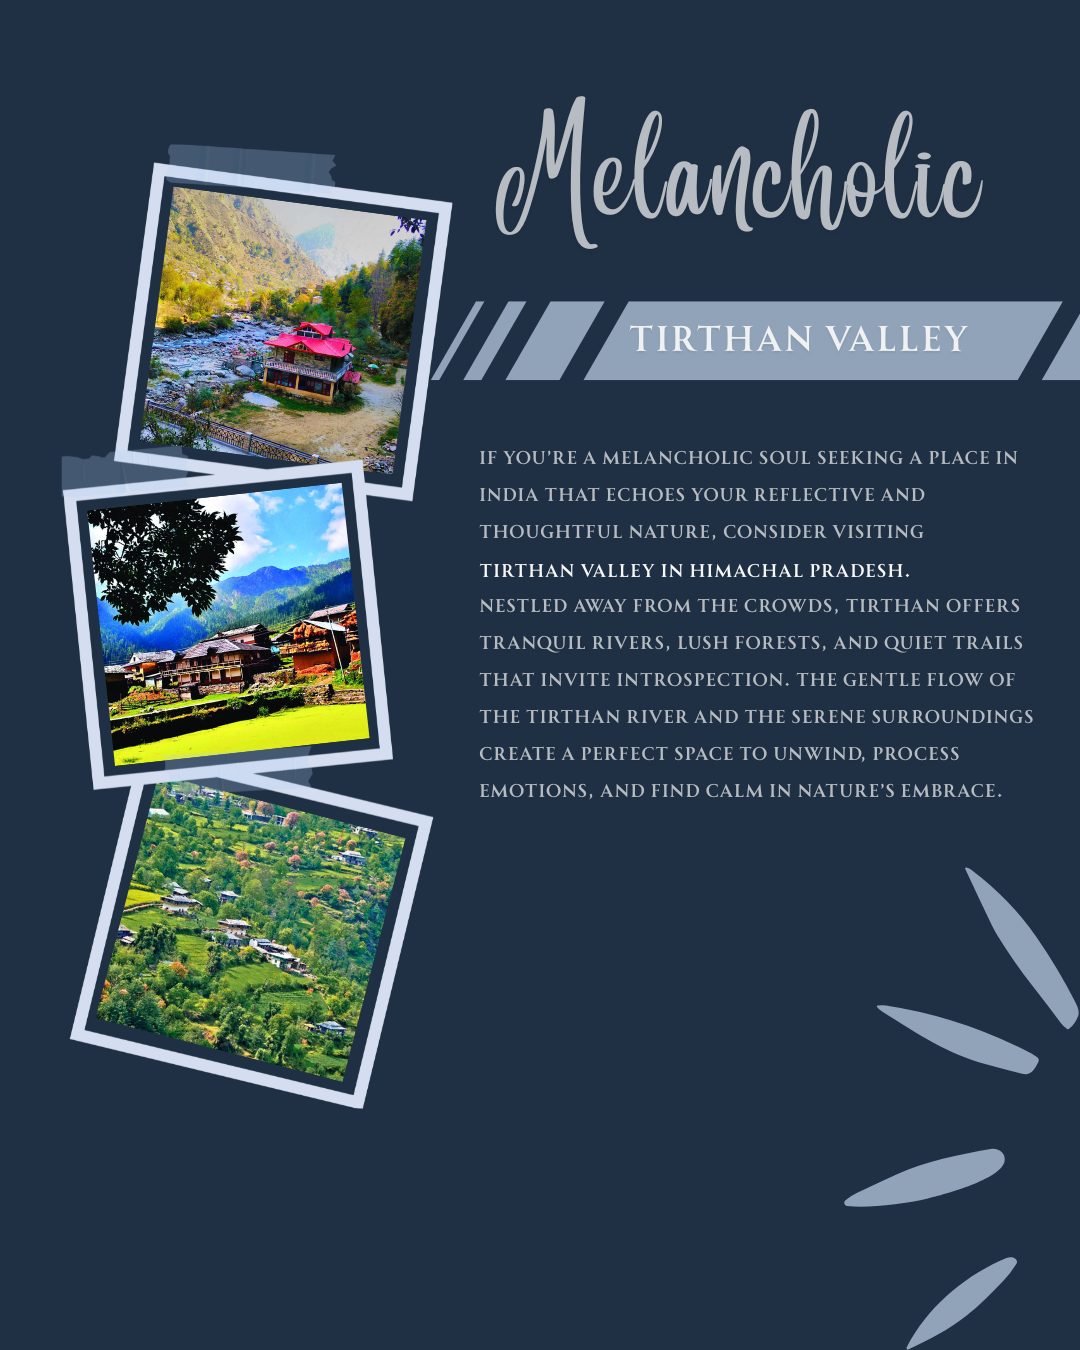 Melancholic
TIRTHAN VALLEY
IF YOU'RE A MELANCHOLIC SOUL SEEKING A PLACE IN
INDIA THAT ECHOES YOUR REFLECTIVE AND
THOUGHTFUL NATURE, CONSIDER VISITING
TIRTHAN VALLEY IN HIMACHAL PRADESH.
NESTLED AWAY FROM THE CROWDS, TIRTHAN OFFERS
TRANQUIL RIVERS, LUSH FORESTS, AND QUIET TRAILS
THAT INVITE INTROSPECTION. THE GENTLE FLOW OF
THE TIRTHAN RIVER AND THE SERENE SURROUNDINGS
CREATE A PERFECT SPACE TO UNWIND, PROCESS
EMOTIONS, AND FIND CALM IN NATURE'S EMBRACE.